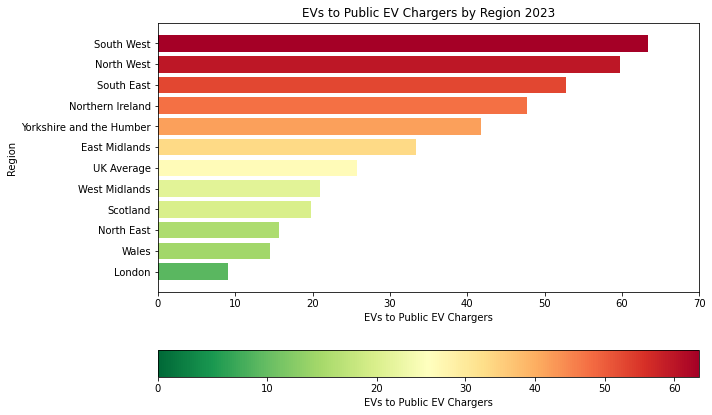 EVs to Public EV Chargers by Region 2023
Region
South West
North West
South East
Northern Ireland
Yorkshire and the Humber
East Midlands
UK Average
West Midlands
Scotland
North East
Wales
London
0 10 20 30 40 50 60 70
EVs to Public EV Chargers
0 10 20 30 40 50 60
EVs to Public EV Chargers